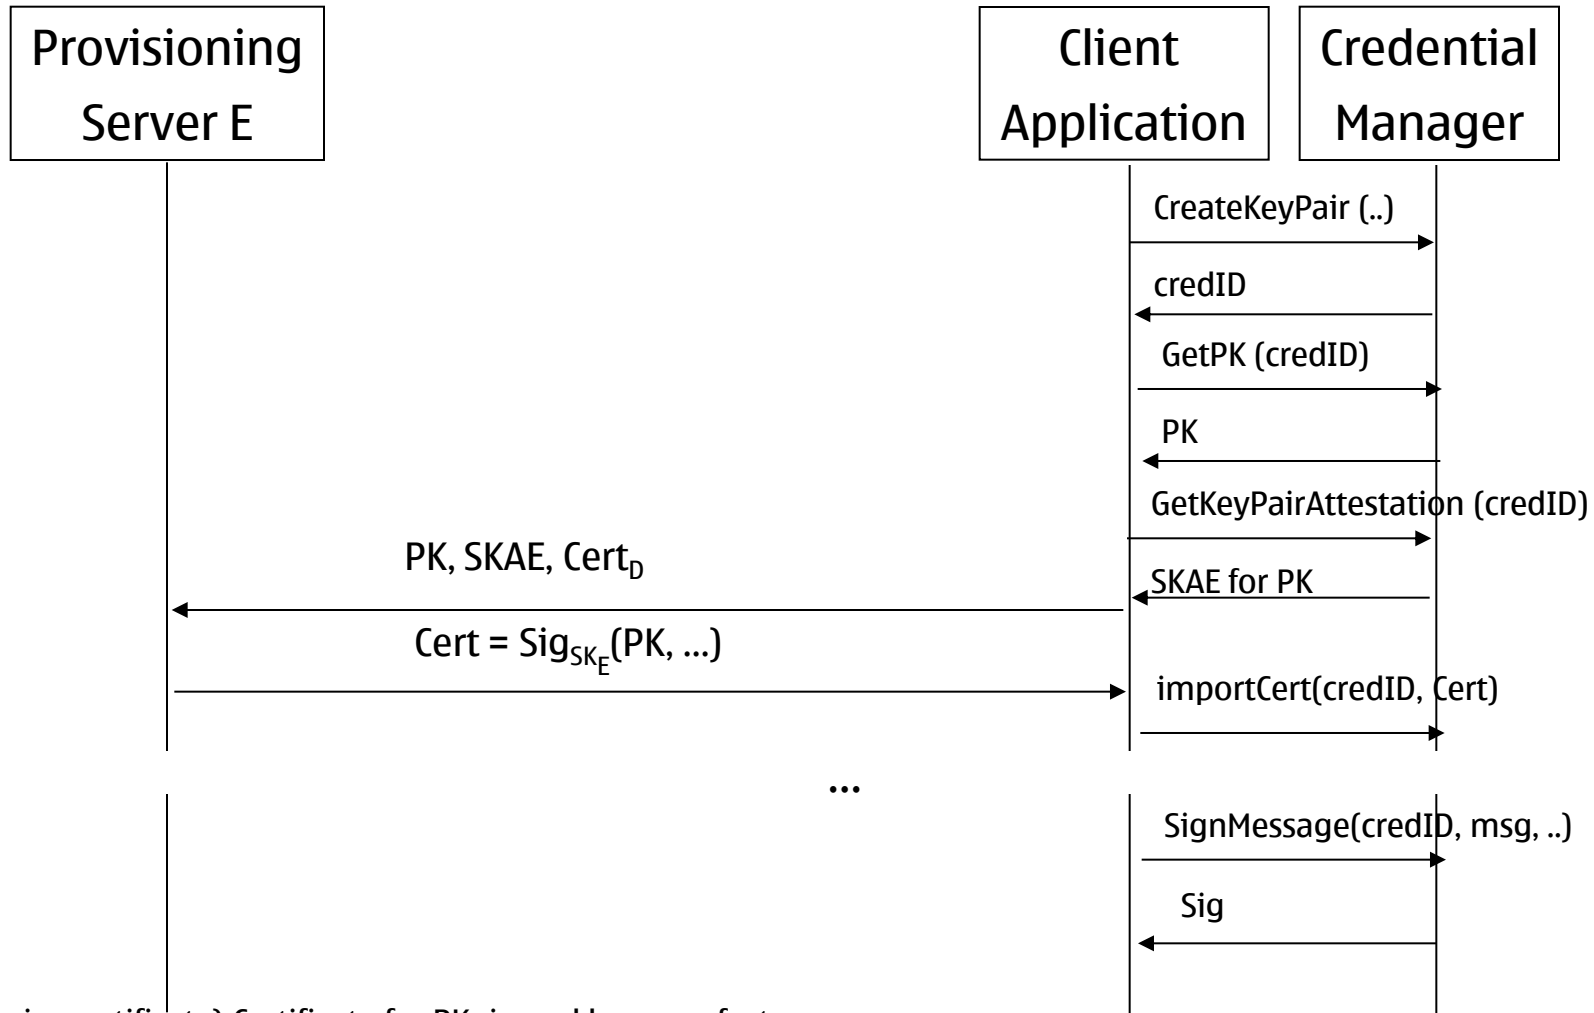 Provisioning
Server E
Client
Application
Credential
Manager
CreateKeyPair (..)
credID
GetPK (credID)
PK
GetKeyPairAttestation (credID)
SKAE for PK
PK, SKAE, Cert_D
Cert = Sig_SK_E(PK, ...)
importCert(credID, Cert)
...
SignMessage(credID, msg, ..)
Sig